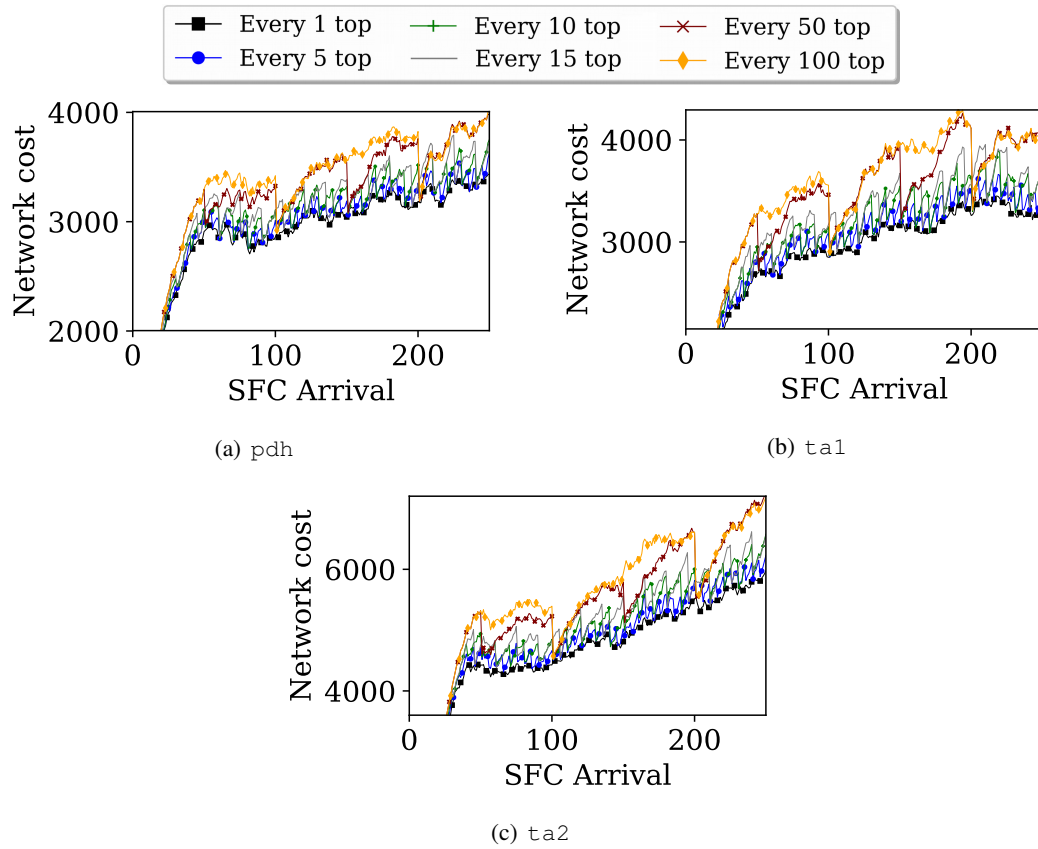 Every 1 top Every 10 top Every 50 top
Every 5 top Every 15 top Every 100 top
4000
3000
2000
Network cost
0 100 200
SFC Arrival
(a) pdh
4000
3000
Network cost
0 100 200
SFC Arrival
(b) ta1
6000
4000
Network cost
0 100 200
SFC Arrival
(c) ta2